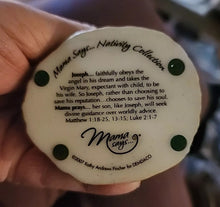 Mama Says... Nativity Collection
Joseph... faithfully obeys the
angel in his dream and takes the
Virgin Mary, expectant with child, to be
his wife. So Joseph, rather than choosing to
save his reputation... chooses to save his soul.
Mama prays... her son, like Joseph, will seek
divine guidance over worldly advice.
Matthew 1:18-25, 13-15; Luke 2:1-7
Mama
says...
©2007 Kathy Andrews Fincher for DEMDACO